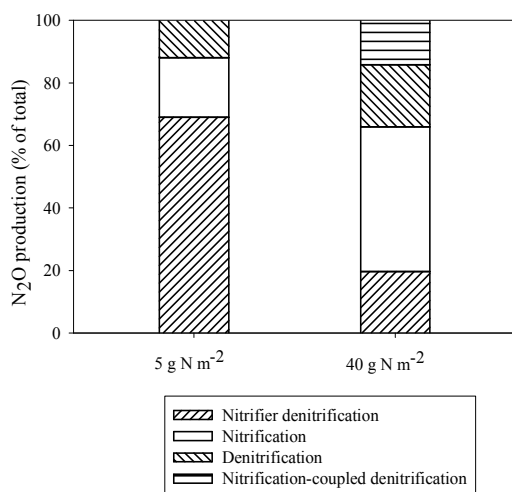 100
80
60
40
20
0
N2O production (% of total)
5 g N m-2
40 g N m-2
Nitrifier denitrification
Nitrification
Denitrification
Nitrification-coupled denitrification